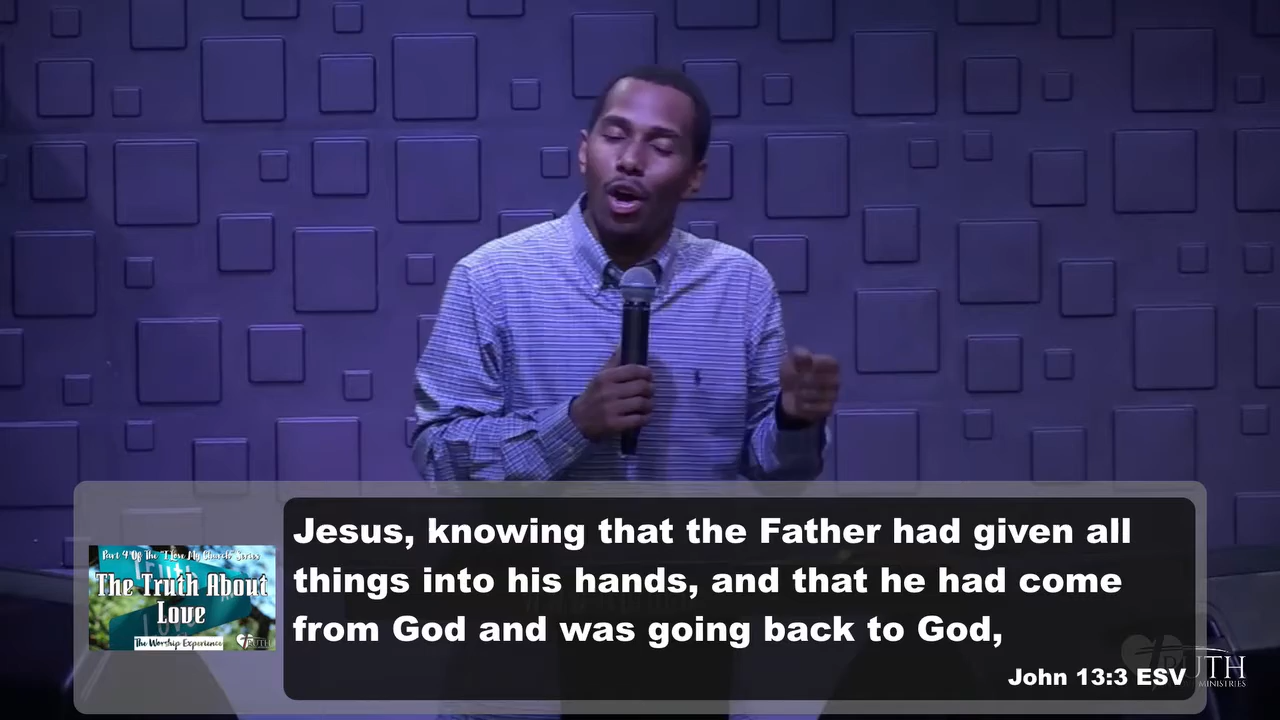 Jesus, knowing that the Father had given all
things into his hands, and that he had come
from God and was going back to God,
John 13:3 ESV
Part 4 Of The "I Love My Church" Series
The Truth About
Love
The Worship Experience
TRUTH
MINISTRIES